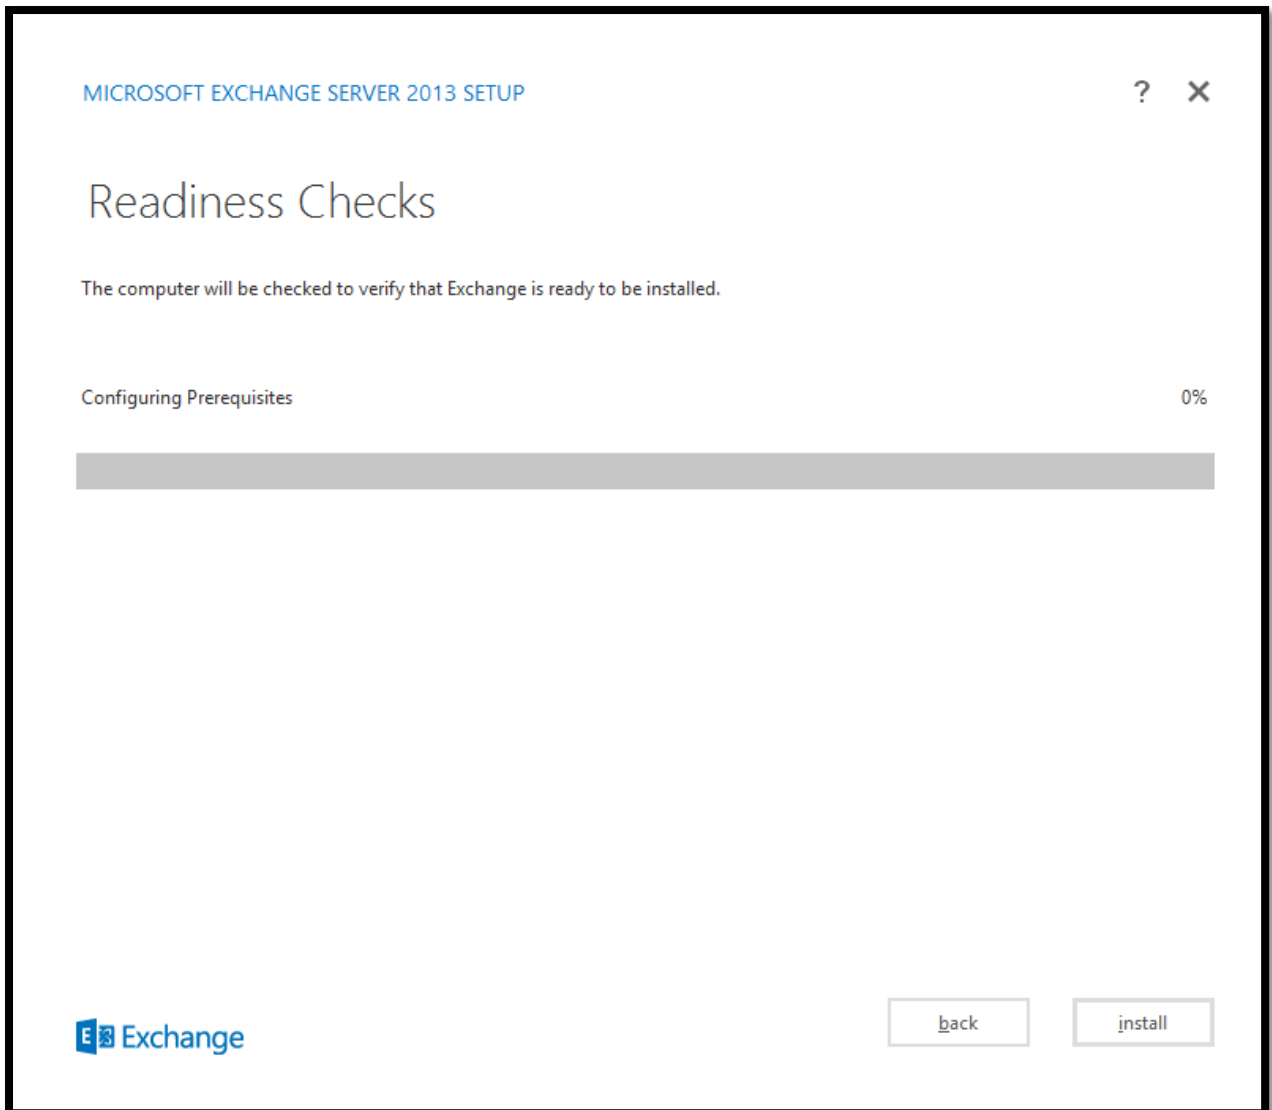 MICROSOFT EXCHANGE SERVER 2013 SETUP
? ✕
Readiness Checks
The computer will be checked to verify that Exchange is ready to be installed.
Configuring Prerequisites 0%
E Exchange
back install